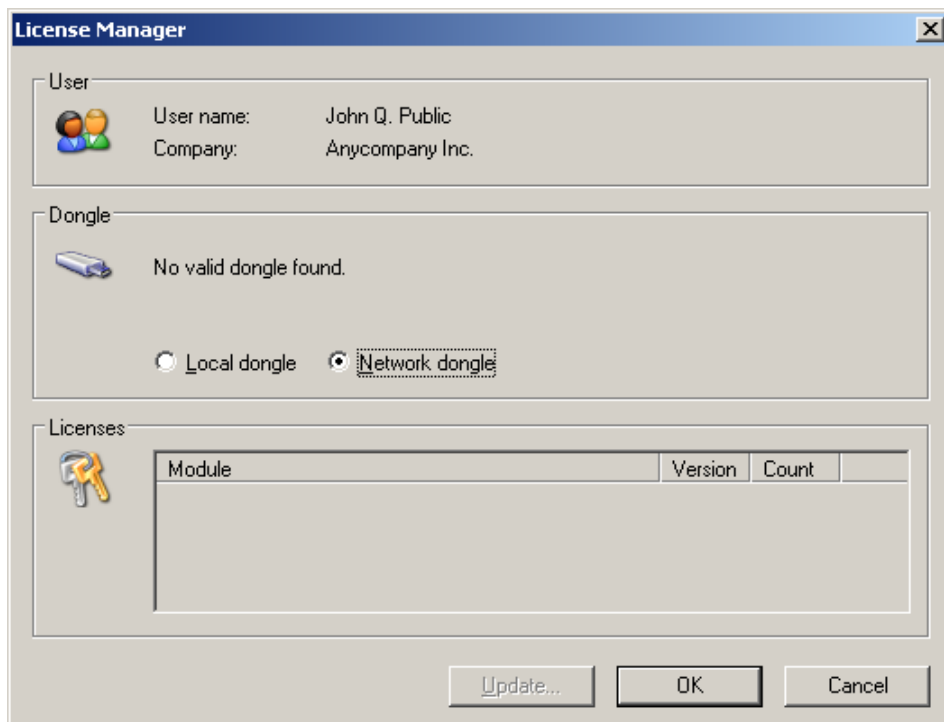 License Manager
User
User name: John Q. Public
Company: Anycompany Inc.
Dongle
No valid dongle found.
Local dongle Network dongle
Licenses
Module Version Count
Update... OK Cancel